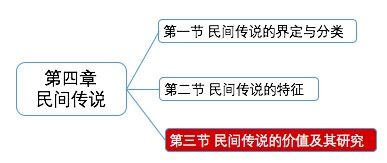 第一节 民间传说的界定与分类
第四章
民间传说
第二节 民间传说的特征
第三节 民间传说的价值及其研究